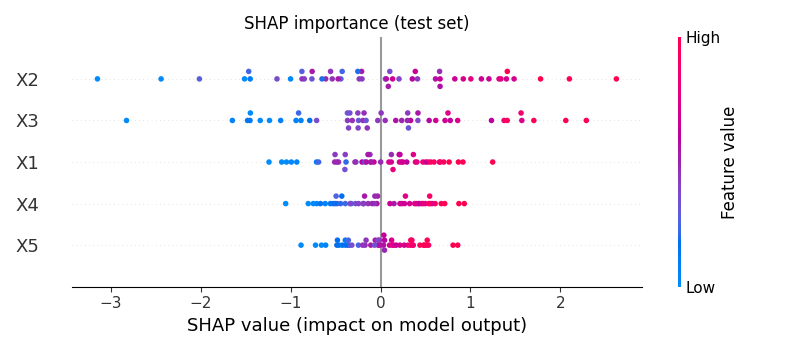 SHAP importance (test set)
High
X2
X3
X1
X4
X5
Feature value
Low
−3
−2
−1
0
1
2
SHAP value (impact on model output)